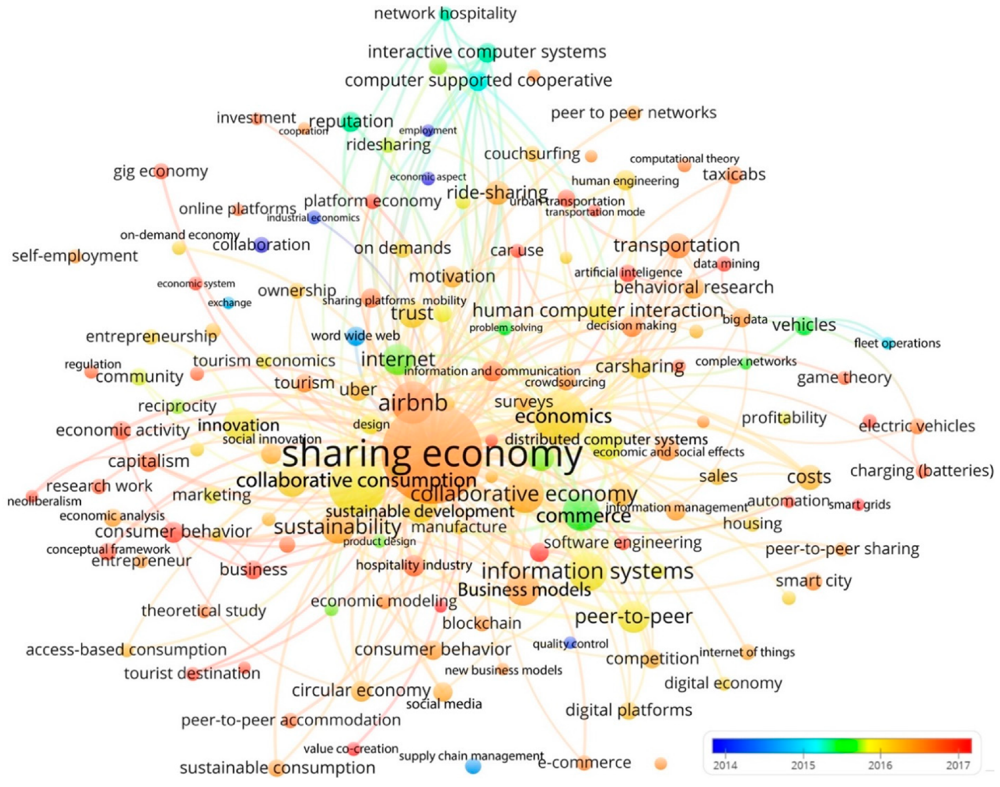 network hospitality
interactive computer systems
computer supported cooperative
peer to peer networks
investment
reputation
coopration
employment
ridesharing
couchsurfing
computational theory
gig economy
taxicabs
economic aspect
human engineering
ride-sharing
platform economy
urban transportation
online platforms
transportation mode
industrial economics
on-demand economy
collaboration
transportation
self-employment
on demands
car use
data mining
artificial inteligence
motivation
economic system
behavioral research
ownership
exchange
sharing platforms
mobility
human computer interaction
trust
big data
vehicles
decision making
problem solving
entrepreneurship
word wide web
fleet operations
tourism economics
internet
complex networks
regulation
carsharing
information and communication
community
game theory
tourism
crowdsourcing
uber
airbnb
surveys
reciprocity
economics
profitability
innovation
design
economic activity
electric vehicles
social innovation
distributed computer systems
sharing economy
economic and social effects
capitalism
charging (batteries)
sales
costs
collaborative consumption
research work
marketing
collaborative economy
neoliberalism
automation
smart grids
information management
sustainable development
commerce
economic analysis
housing
sustainability
manufacture
consumer behavior
product design
software engineering
conceptual framework
peer-to-peer sharing
entrepreneur
hospitality industry
business
information systems
smart city
Business models
economic modeling
theoretical study
peer-to-peer
blockchain
quality control
access-based consumption
consumer behavior
internet of things
competition
new business models
tourist destination
digital economy
circular economy
social media
digital platforms
peer-to-peer accommodation
value co-creation
supply chain management
e-commerce
sustainable consumption
2014 2015 2016 2017